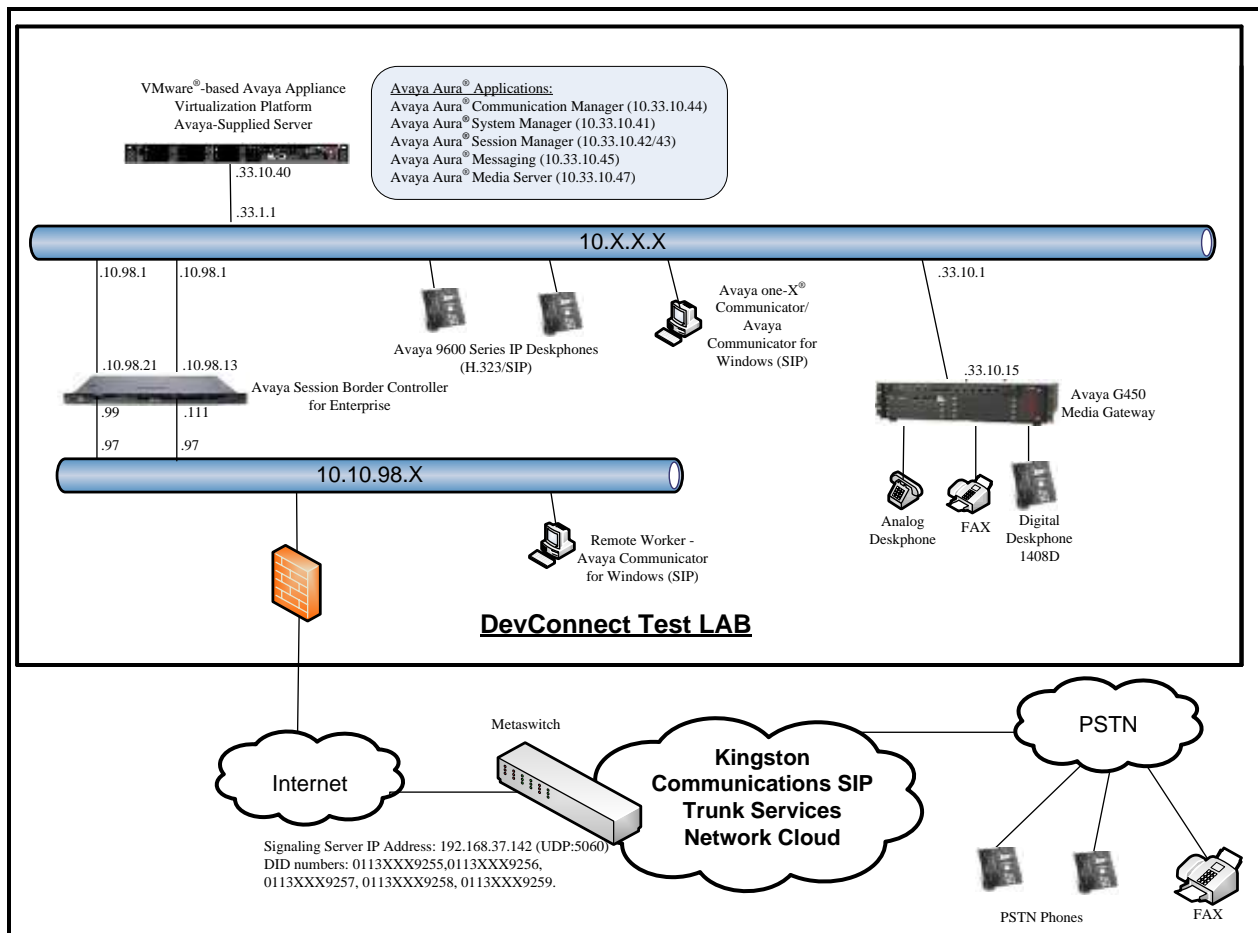 VMware®-based Avaya Appliance
Virtualization Platform
Avaya-Supplied Server
Avaya Aura® Applications:
Avaya Aura® Communication Manager (10.33.10.44)
Avaya Aura® System Manager (10.33.10.41)
Avaya Aura® Session Manager (10.33.10.42/43)
Avaya Aura® Messaging (10.33.10.45)
Avaya Aura® Media Server (10.33.10.47)
.33.10.40
.33.1.1
10.X.X.X
.10.98.1
.10.98.1
.33.10.1
Avaya 9600 Series IP Deskphones
(H.323/SIP)
Avaya one-X®
Communicator/
Avaya
Communicator for
Windows (SIP)
.10.98.21
.10.98.13
Avaya Session Border Controller
for Enterprise
.33.10.15
Avaya G450
Media Gateway
.99
.111
.97
.97
10.10.98.X
Analog
Deskphone
FAX
Digital
Deskphone
1408D
Remote Worker -
Avaya Communicator
for Windows (SIP)
DevConnect Test LAB
Metaswitch
Internet
Kingston
Communications SIP
Trunk Services
Network Cloud
PSTN
Signaling Server IP Address: 192.168.37.142 (UDP:5060)
DID numbers: 0113XXX9255,0113XXX9256,
0113XXX9257, 0113XXX9258, 0113XXX9259.
PSTN Phones
FAX